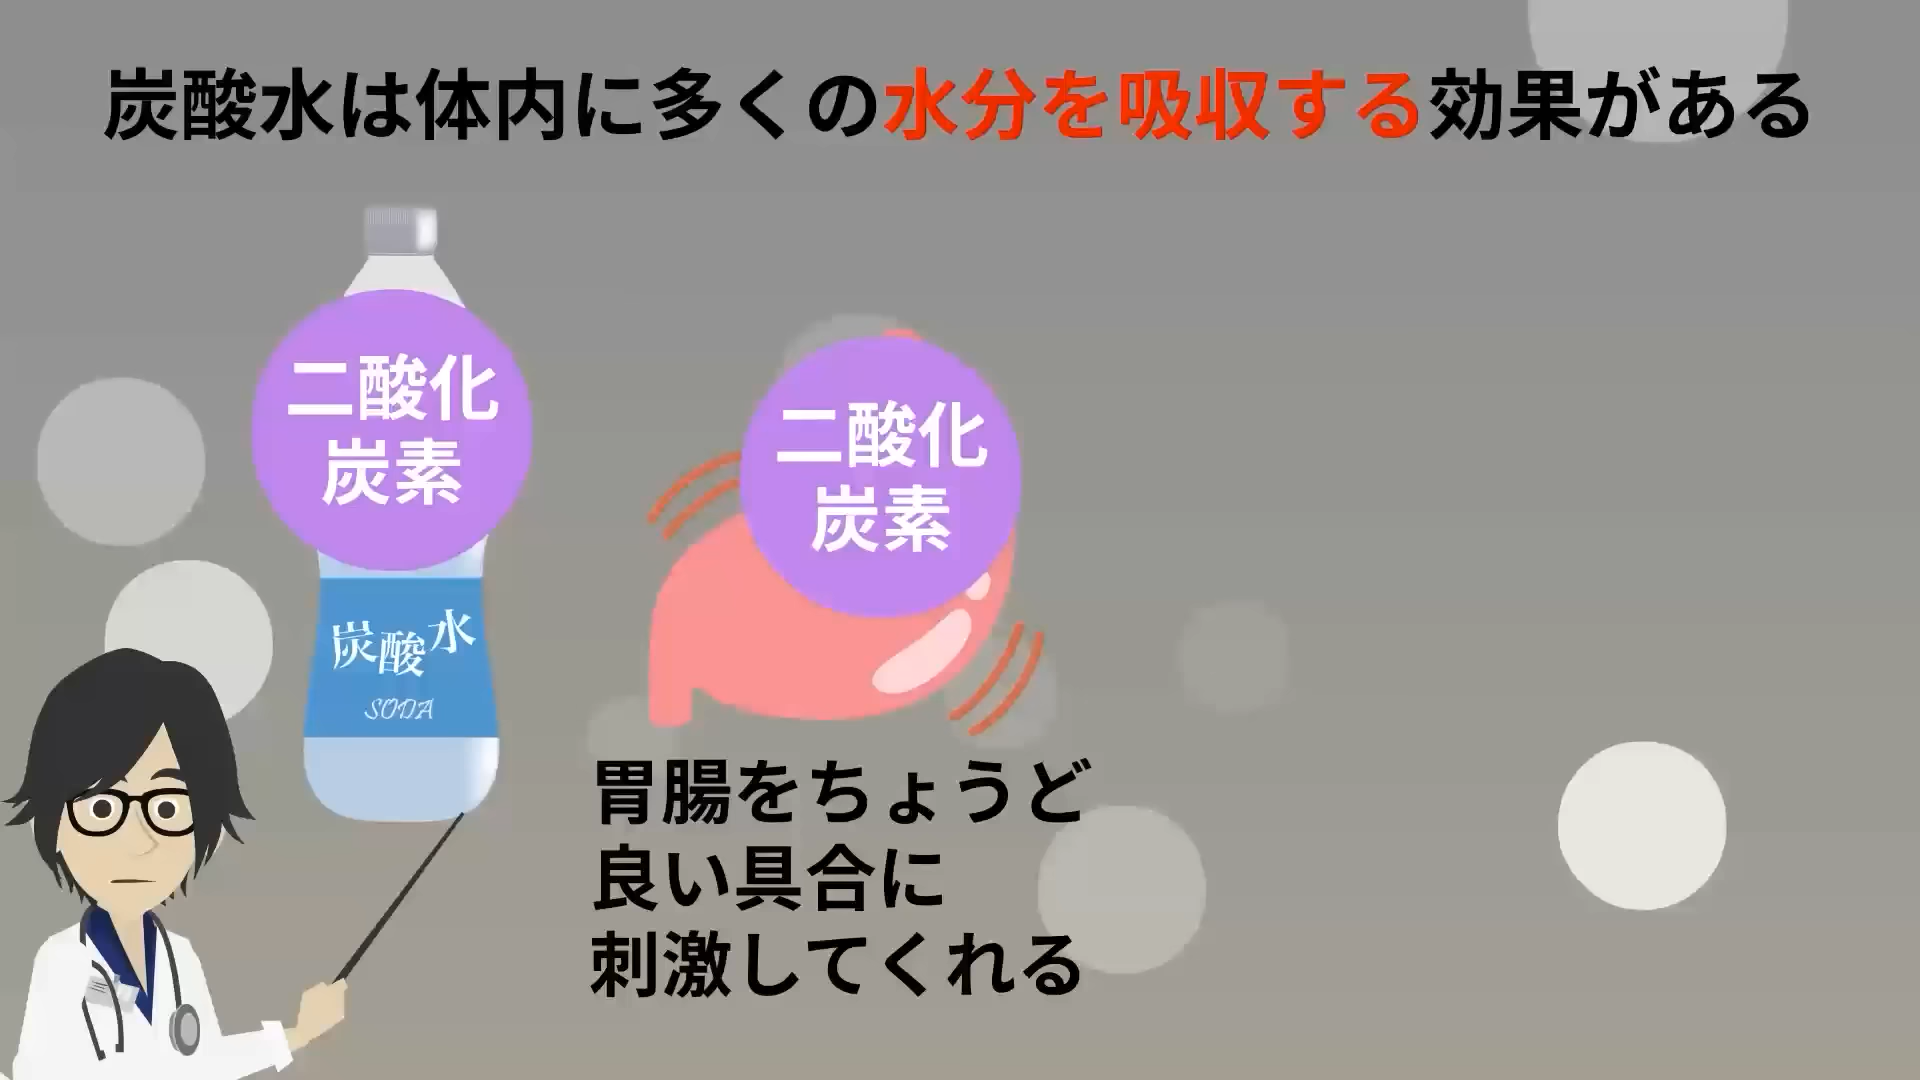 炭酸水は体内に多くの水分を吸収する効果がある
二酸化
炭素
二酸化
炭素
炭酸水
SODA
胃腸をちょうど
良い具合に
刺激してくれる